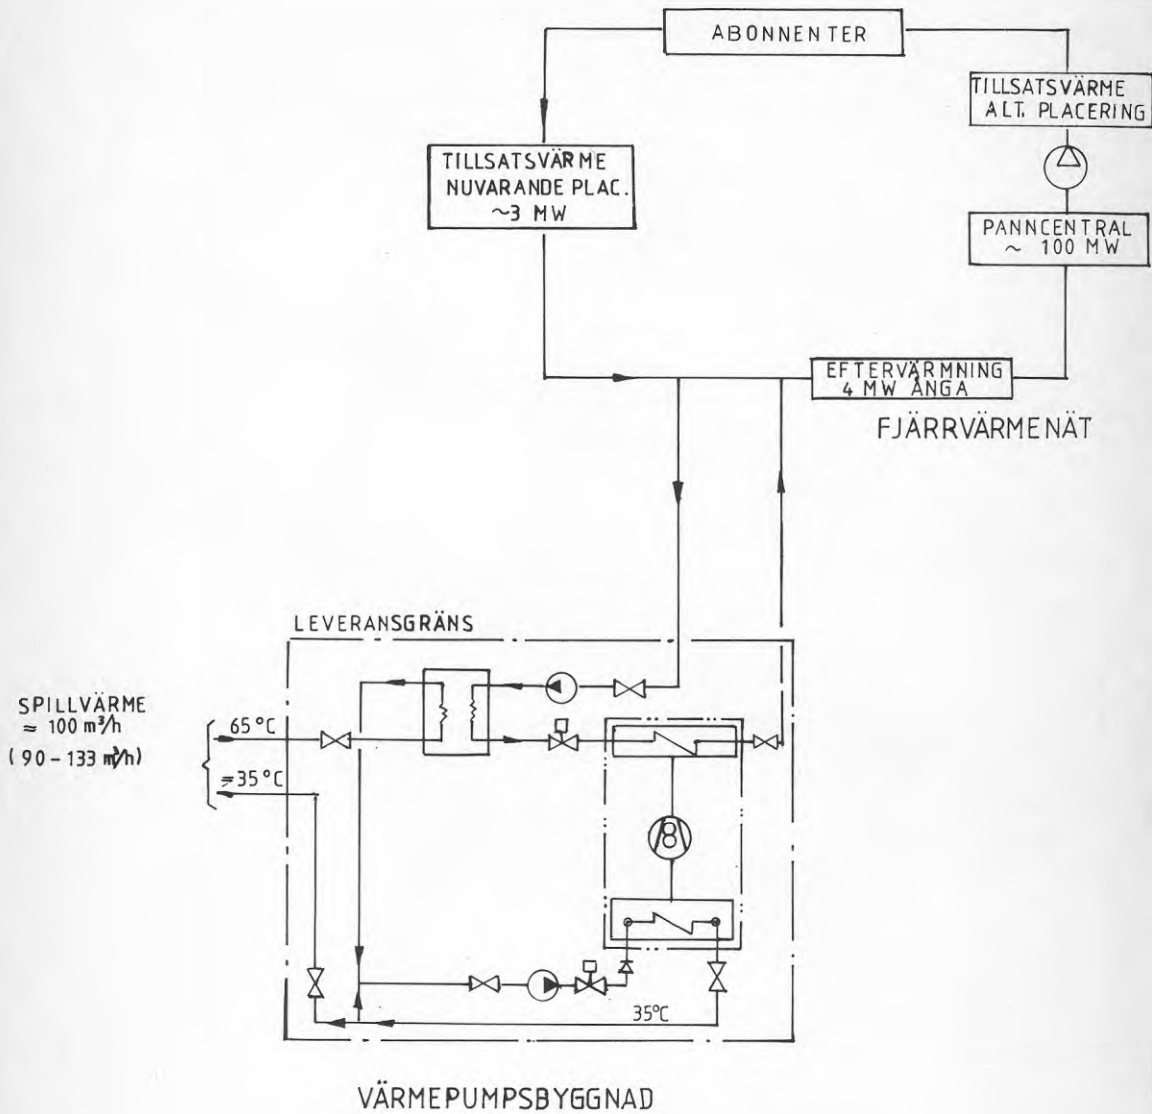 ABONNENTER
TILLSATSVÄRME
ALT. PLACERING
TILLSATSVÄRME
NUVARANDE PLAC.
~3 MW
PANNCENTRAL
~ 100 MW
EFTERVÄRMNING
4 MW ÅNGA
FJÄRRVÄRMENÄT
LEVERANSGRÄNS
SPILLVÄRME
≈ 100 m³/h
(90-133 m³/h)
65°C
≈35°C
35°C
VÄRMEPUMPSBYGGNAD